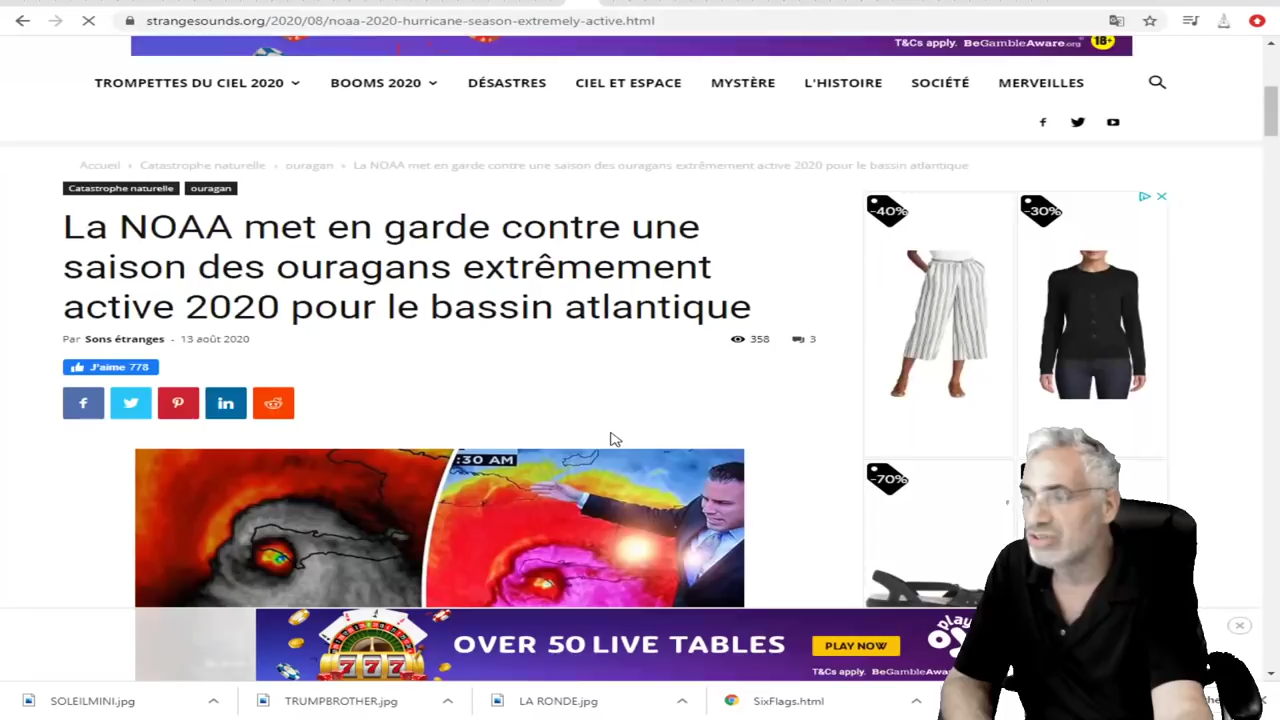 strangesounds.org/2020/08/noaa-2020-hurricane-season-extremely-active.html
T&Cs apply. BeGambleAware.org 18+
TROMPETTES DU CIEL 2020
BOOMS 2020
DÉSASTRES
CIEL ET ESPACE
MYSTÈRE
L'HISTOIRE
SOCIÉTÉ
MERVEILLES
Accueil › Catastrophe naturelle › ouragan › La NOAA met en garde contre une saison des ouragans extrêmement active 2020 pour le bassin atlantique
Catastrophe naturelle
ouragan
La NOAA met en garde contre une
saison des ouragans extrêmement
active 2020 pour le bassin atlantique
Par Sons étranges - 13 août 2020
358
3
J'aime 778
-40%
-30%
-70%
:30 AM
777
OVER 50 LIVE TABLES
PLAY NOW
T&Cs apply. BeGambleAware
play
SOLEILMINI.jpg
TRUMPBROTHER.jpg
LA RONDE.jpg
SixFlags.html